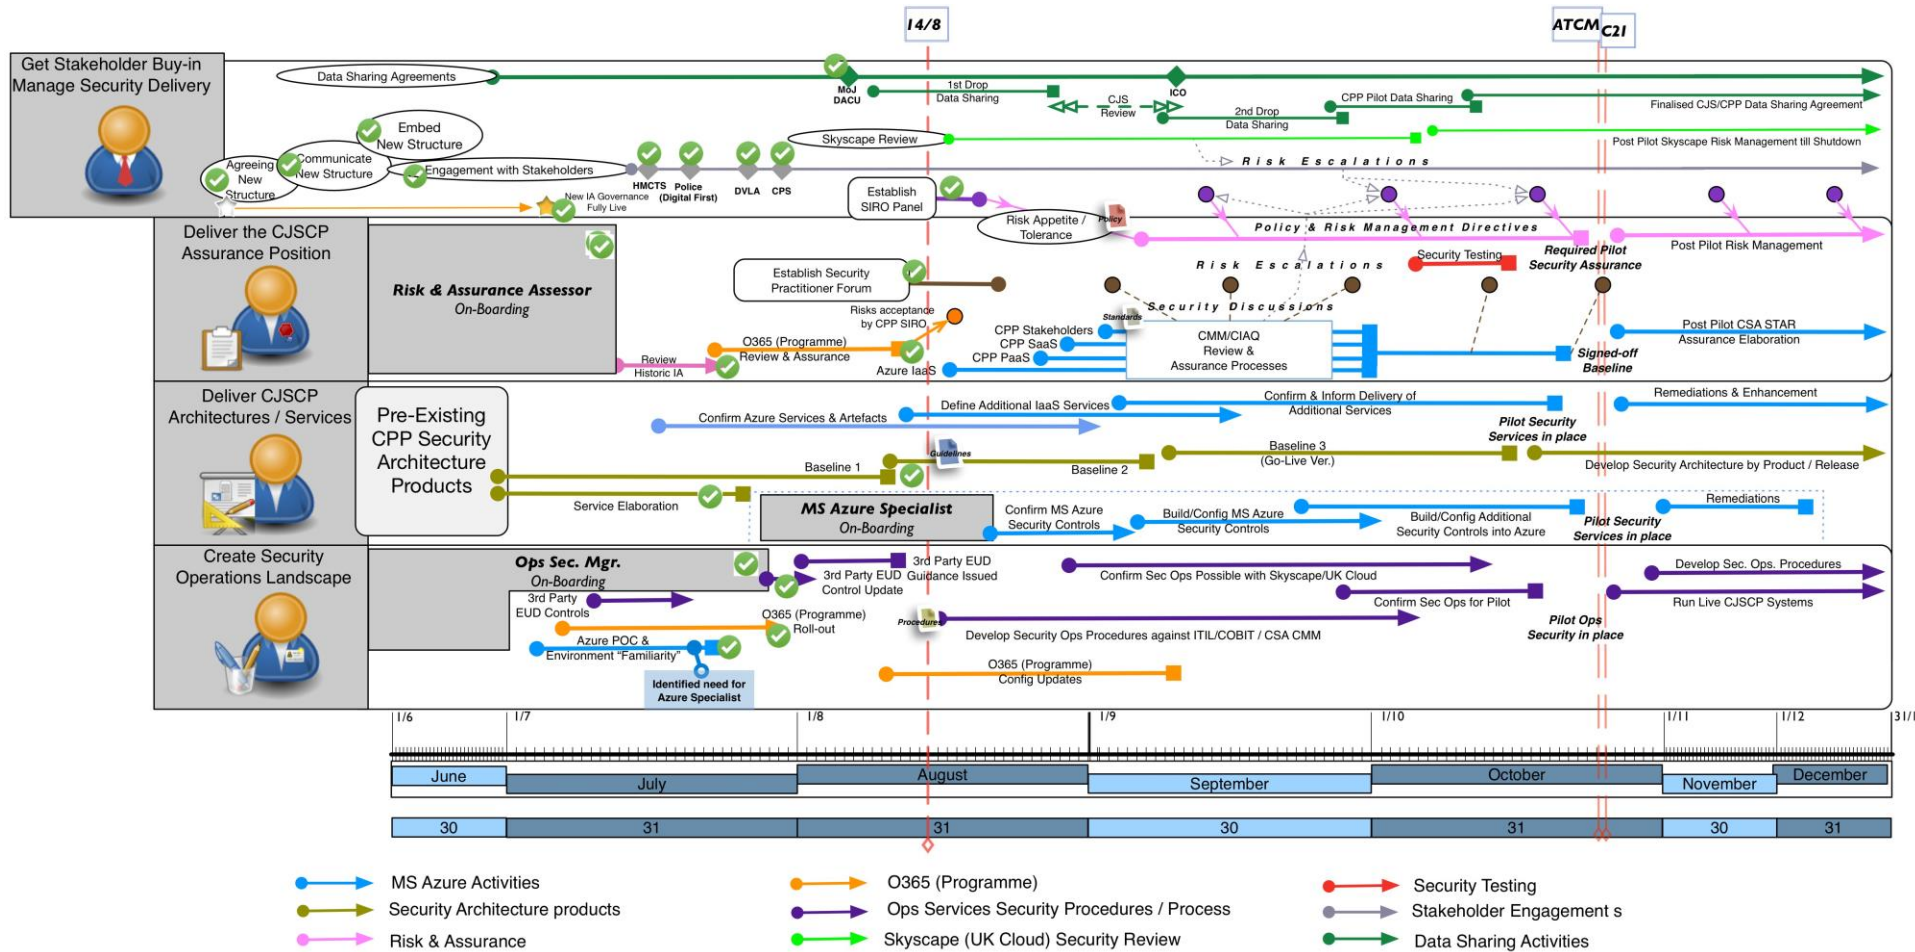 14/8
ATCM
C21
Get Stakeholder Buy-in
Manage Security Delivery
Data Sharing Agreements
MoJ
DACU
1st Drop
Data Sharing
CJS
Review
ICO
2nd Drop
Data Sharing
CPP Pilot Data Sharing
Finalised CJS/CPP Data Sharing Agreement
Embed
New Structure
Communicate
New Structure
Agreeing
New
Structure
Engagement with Stakeholders
HMCTS
Police
(Digital First)
DVLA
CPS
Skyscape Review
Post Pilot Skyscape Risk Management till Shutdown
Risk Escalations
New IA Governance
Fully Live
Establish
SIRO Panel
Risk Appetite /
Tolerance
Policy
Policy & Risk Management Directives
Required Pilot
Security Assurance
Post Pilot Risk Management
Deliver the CJSCP
Assurance Position
Risk & Assurance Assessor
On-Boarding
Establish Security
Practitioner Forum
Risk Escalations
Security Testing
Security Discussions
Risks acceptance
by CPP SIRO
Standards
CPP Stakeholders
CPP SaaS
CPP PaaS
Azure IaaS
CMM/CIAQ
Review &
Assurance Processes
O365 (Programme)
Review & Assurance
Review
Historic IA
Signed-off
Baseline
Post Pilot CSA STAR
Assurance Elaboration
Deliver CJSCP
Architectures / Services
Pre-Existing
CPP Security
Architecture
Products
Confirm Azure Services & Artefacts
Define Additional IaaS Services
Confirm & Inform Delivery of
Additional Services
Pilot Security
Services in place
Remediations & Enhancement
Guidelines
Baseline 1
Baseline 2
Baseline 3
(Go-Live Ver.)
Develop Security Architecture by Product / Release
Service Elaboration
MS Azure Specialist
On-Boarding
Confirm MS Azure
Security Controls
Build/Config MS Azure
Security Controls
Build/Config Additional
Security Controls into Azure
Pilot Security
Services in place
Remediations
Create Security
Operations Landscape
Ops Sec. Mgr.
On-Boarding
3rd Party
EUD Controls
3rd Party EUD
Control Update
3rd Party EUD
Guidance Issued
Confirm Sec Ops Possible with Skyscape/UK Cloud
Develop Sec. Ops. Procedures
Confirm Sec Ops for Pilot
Run Live CJSCP Systems
O365 (Programme)
Roll-out
Procedures
Develop Security Ops Procedures against ITIL/COBIT / CSA CMM
Pilot Ops
Security in place
Azure POC &
Environment "Familiarity"
Identified need for
Azure Specialist
O365 (Programme)
Config Updates
1/6
1/7
1/8
1/9
1/10
1/11
1/12
31/1
June
July
August
September
October
November
December
30
31
31
30
31
30
31
MS Azure Activities
O365 (Programme)
Security Testing
Security Architecture products
Ops Services Security Procedures / Process
Stakeholder Engagement s
Risk & Assurance
Skyscape (UK Cloud) Security Review
Data Sharing Activities